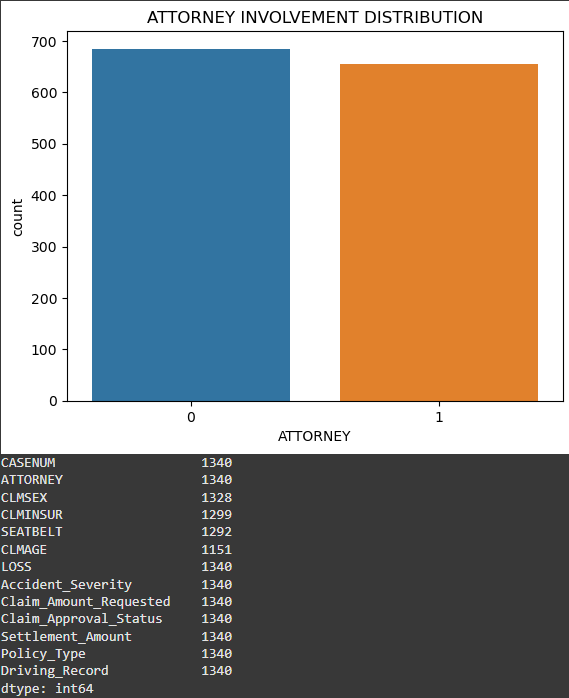 ATTORNEY INVOLVEMENT DISTRIBUTION
700
600
500
400
300
200
100
0
count
0 1
ATTORNEY
CASENUM 1340
ATTORNEY 1340
CLMSEX 1328
CLMINSUR 1299
SEATBELT 1292
CLMAGE 1151
LOSS 1340
Accident_Severity 1340
Claim_Amount_Requested 1340
Claim_Approval_Status 1340
Settlement_Amount 1340
Policy_Type 1340
Driving_Record 1340
dtype: int64